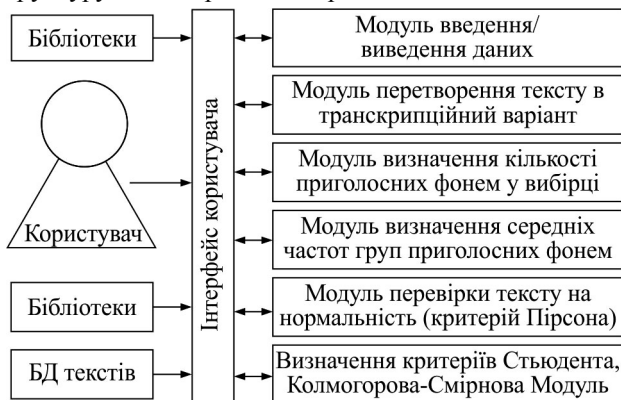 Бібліотеки
Користувач
Бібліотеки
БД текстів
Інтерфейс користувача
Модуль введення/
виведення даних
Модуль перетворення тексту в
транскрипційний варіант
Модуль визначення кількості
приголосних фонем у вибірці
Модуль визначення середніх
частот груп приголосних фонем
Модуль перевірки тексту на
нормальність (критерій Пірсона)
Визначення критеріїв Стьюдента,
Колмогорова-Смірнова Модуль